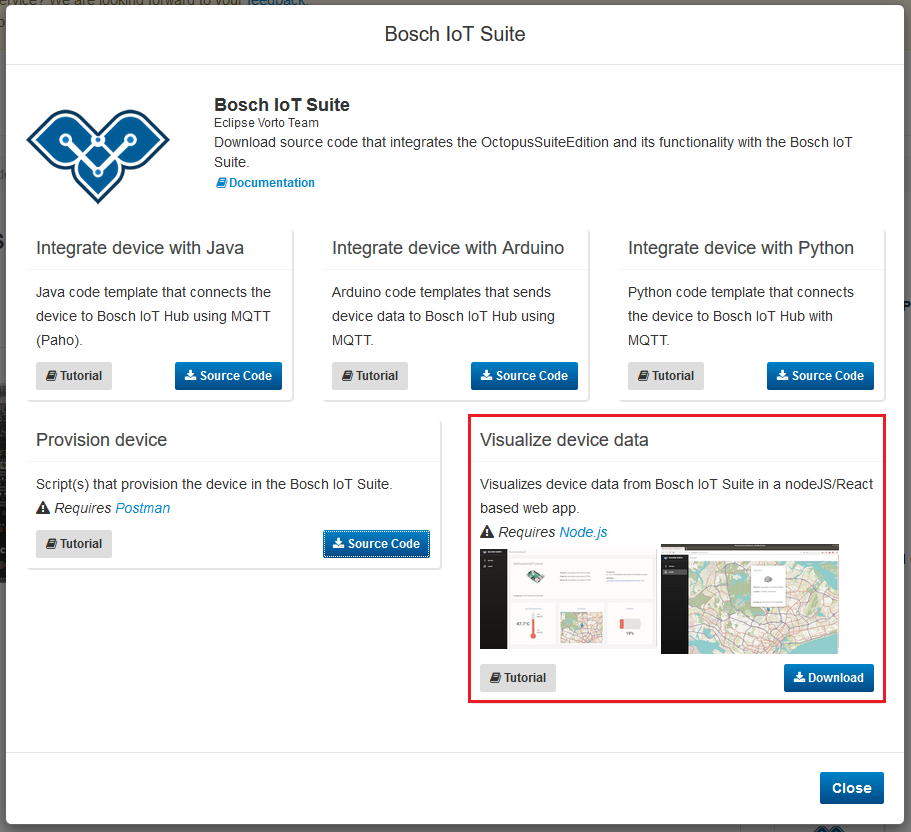 service? We are looking forward to your feedback.
Bosch IoT Suite
Bosch IoT Suite
Eclipse Vorto Team
Download source code that integrates the OctopusSuiteEdition and its functionality with the Bosch IoT
Suite.
Documentation
Integrate device with Java
Java code template that connects the
device to Bosch IoT Hub using MQTT
(Paho).
Tutorial
Source Code
Integrate device with Arduino
Arduino code templates that sends
device data to Bosch IoT Hub using
MQTT.
Tutorial
Source Code
Integrate device with Python
Python code template that connects
the device to Bosch IoT Hub with
MQTT.
Tutorial
Source Code
Provision device
Script(s) that provision the device in the Bosch IoT Suite.
Requires Postman
Tutorial
Source Code
Visualize device data
Visualizes device data from Bosch IoT Suite in a nodeJS/React
based web app.
Requires Node.js
47.7°C
19%
Tutorial
Download
Close